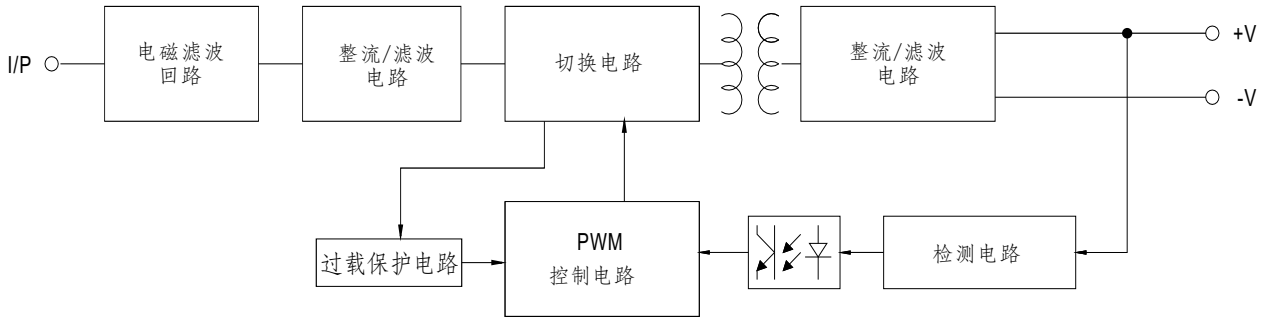 I/P
电磁滤波
回路
整流/滤波
电路
切换电路
整流/滤波
电路
+V
-V
过载保护电路
PWM
控制电路
检测电路